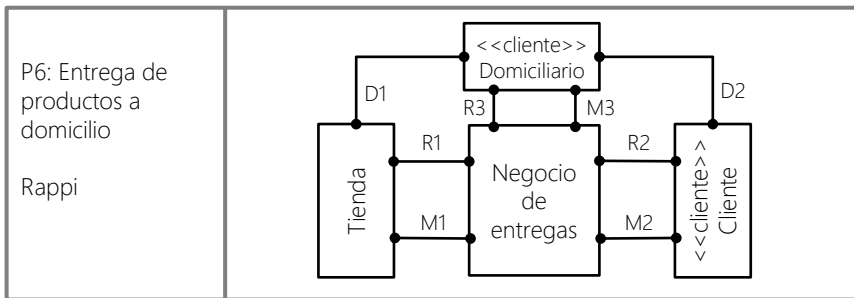 P6: Entrega de
productos a
domicilio
Rappi
<<cliente>>
Domiciliario
D1
R3
M3
D2
R1
R2
Tienda
Negocio
de
entregas
<<cliente>>
Cliente
M1
M2